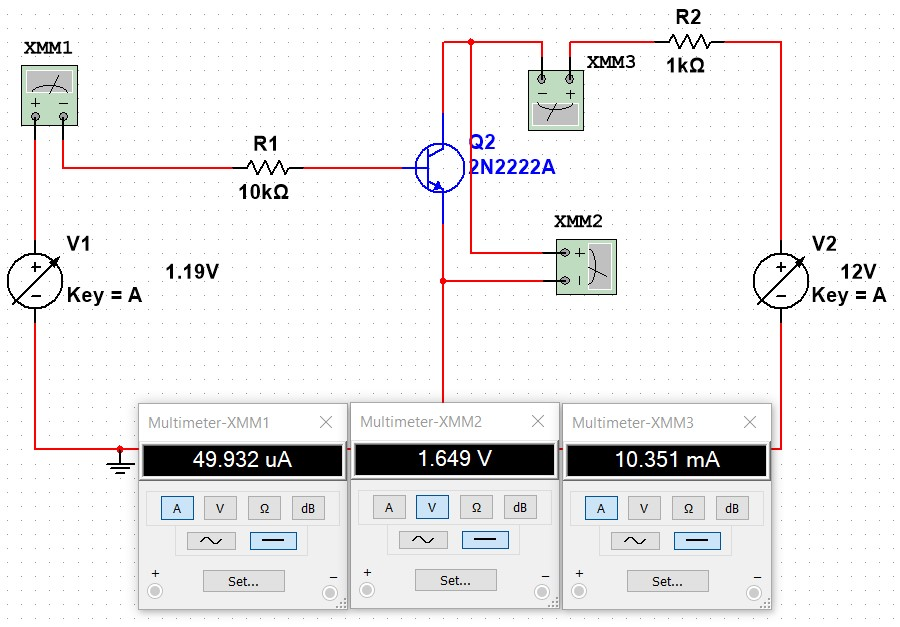 XMM1
R2
1kΩ
XMM3
R1
10kΩ
Q2
2N2222A
XMM2
V1
1.19V
Key = A
V2
12V
Key = A
Multimeter-XMM1
49.932 uA
A V Ω dB
Set...
Multimeter-XMM2
1.649 V
A V Ω dB
Set...
Multimeter-XMM3
10.351 mA
A V Ω dB
Set...